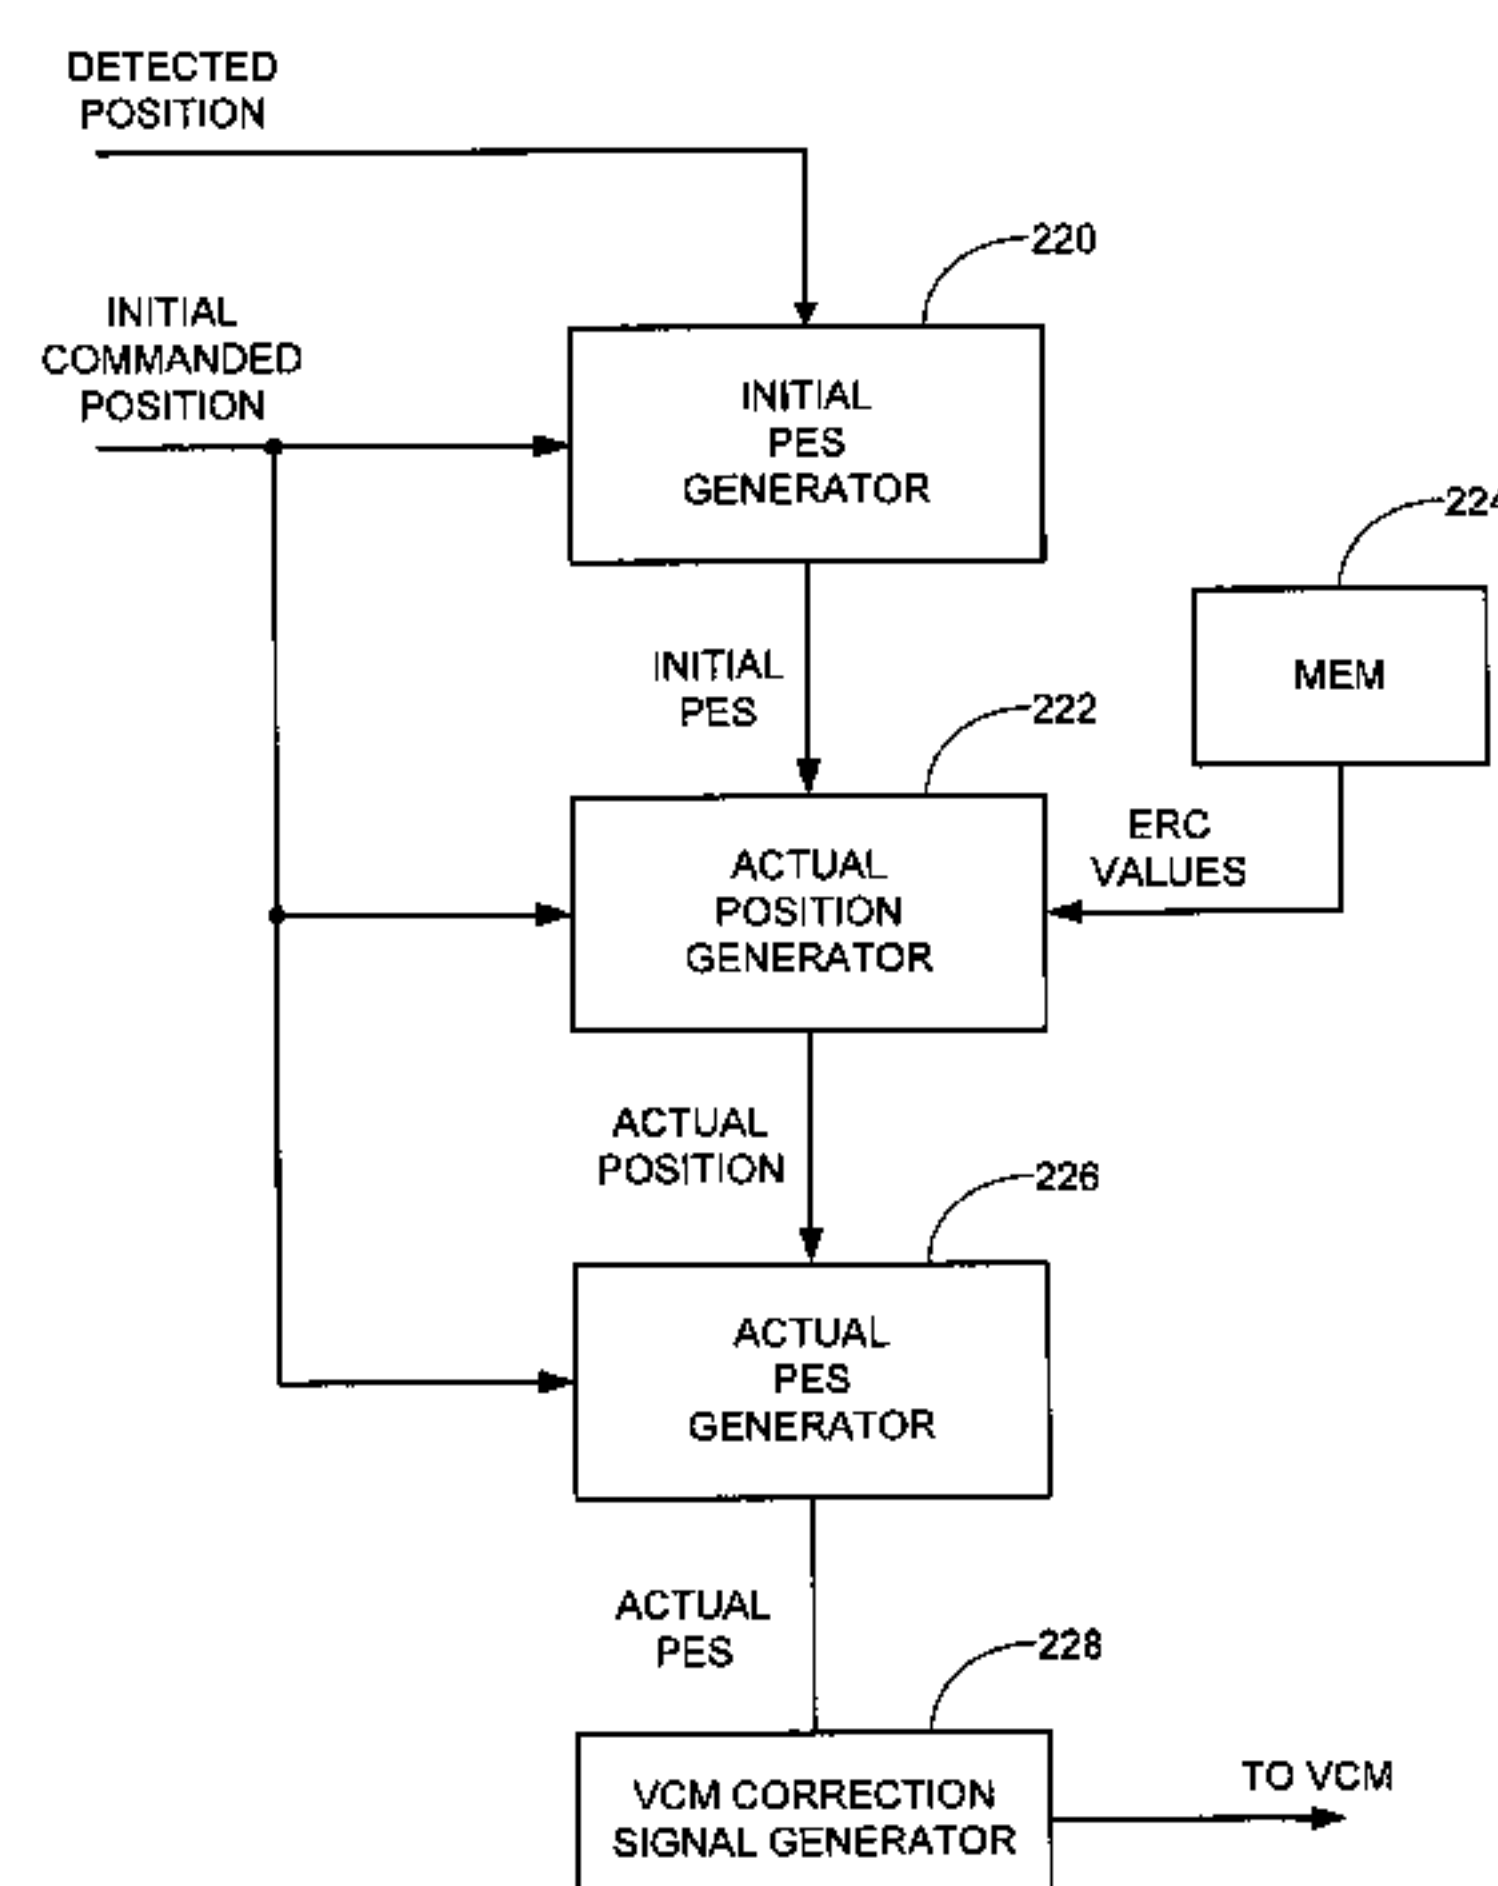 DETECTED
POSITION
220
INITIAL
COMMANDED
POSITION
INITIAL
PES
GENERATOR
224
MEM
INITIAL
PES
222
ERC
VALUES
ACTUAL
POSITION
GENERATOR
ACTUAL
POSITION
226
ACTUAL
PES
GENERATOR
ACTUAL
PES
228
TO VCM
VCM CORRECTION
SIGNAL GENERATOR